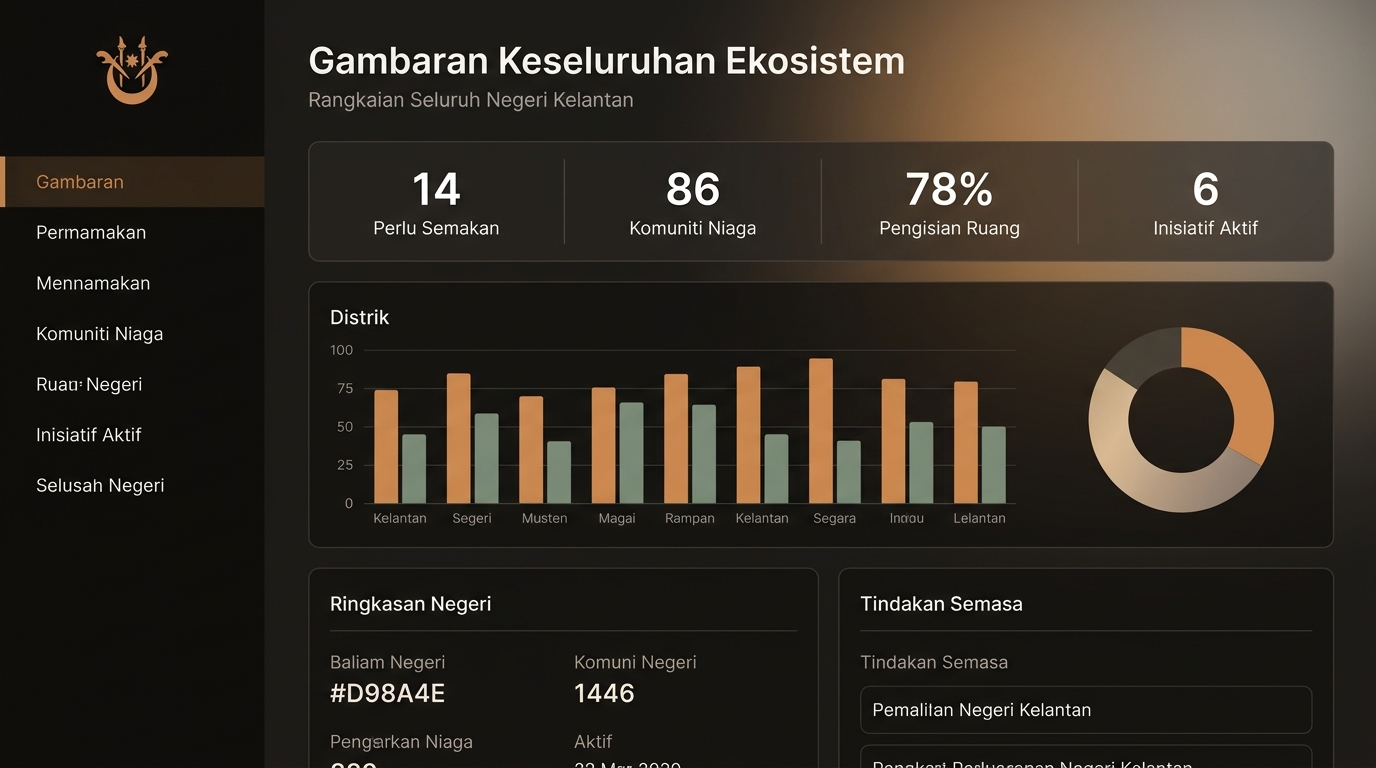 Gambaran Keseluruhan Ekosistem
Rangkaian Seluruh Negeri Kelantan
Gambaran
Permamakan
Mennamakan
Komuniti Niaga
Negeri
Inisiatif Aktif
Selusah Negeri
14
Perlu Semakan
86
Komuniti Niaga
78%
Pengisian Ruang
6
Inisiatif Aktif
Distrik
100
75
50
25
0
Kelantan Segeri Musten Magai Rampan Kelantan Segara Lelantan
Ringkasan Negeri
Baliam Negeri
#D98A4E
Komuni Negeri
1446
Pengarkan Niaga
Aktif
Tindakan Semasa
Tindakan Semasa
Pemalitan Negeri Kelantan